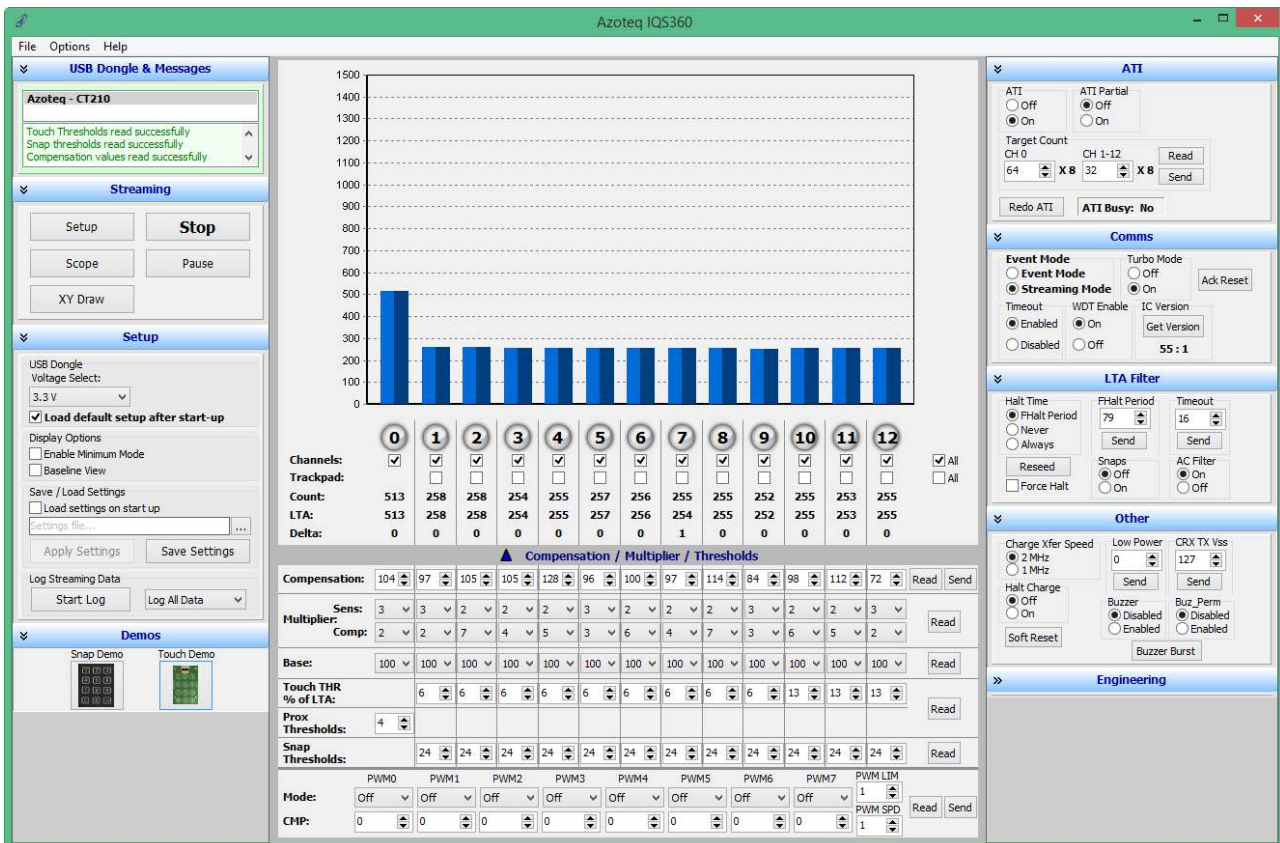 Azoteq IQS360
File Options Help
USB Dongle & Messages
Azoteq - CT210
Touch Thresholds read successfully
Snap thresholds read successfully
Compensation values read successfully
Streaming
Setup Stop
Scope Pause
XY Draw
Setup
USB Dongle
Voltage Select:
3.3 V
Load default setup after start-up
Display Options
Enable Minimum Mode
Baseline View
Save / Load Settings
Load settings on start up
Settings file... ...
Apply Settings Save Settings
Log Streaming Data
Start Log Log All Data
Demos
Snap Demo Touch Demo
1500
1400
1300
1200
1100
1000
900
800
700
600
500
400
300
200
100
0
0 1 2 3 4 5 6 7 8 9 10 11 12
Channels: All
Trackpad: All
Count: 513 258 258 254 255 257 256 255 255 252 255 253 255
LTA: 513 258 258 254 255 257 256 254 255 252 255 253 255
Delta: 0 0 0 0 0 0 0 1 0 0 0 0 0
Compensation / Multiplier / Thresholds
Compensation: 104 97 105 105 128 96 100 97 114 84 98 112 72 Read Send
Multiplier:
Sens: 3 3 2 2 2 3 2 2 2 3 2 2 3
Comp: 2 2 7 4 5 3 6 4 7 3 6 5 2
Read
Base: 100 100 100 100 100 100 100 100 100 100 100 100 100 Read
Touch THR
% of LTA: 6 6 6 6 6 6 6 6 6 13 13 13
Prox
Thresholds: 4
Read
Snap
Thresholds: 24 24 24 24 24 24 24 24 24 24 24 24 Read
PWM0 PWM1 PWM2 PWM3 PWM4 PWM5 PWM6 PWM7 PWM LIM
Mode: Off Off Off Off Off Off Off Off 1
PWM SPD
CMP: 0 0 0 0 0 0 0 0 1
Read Send
ATI
ATI ATI Partial
Off Off
On On
Target Count
CH 0 CH 1-12 Read
64 X 8 32 X 8 Send
Redo ATI ATI Busy: No
Comms
Event Mode Turbo Mode
Event Mode Off
Streaming Mode On
Ack Reset
Timeout WDT Enable IC Version
Enabled On Get Version
Disabled Off 55 : 1
LTA Filter
Halt Time FHalt Period Timeout
FHalt Period 79 16
Never
Always Send Send
Reseed Snaps AC Filter
Off On
Force Halt On Off
Other
Charge Xfer Speed Low Power CRX TX Vss
2 MHz 0 127
1 MHz
Halt Charge Send Send
Off Buzzer Buz_Perm
On Disabled Disabled
Soft Reset Enabled Enabled
Buzzer Burst
Engineering